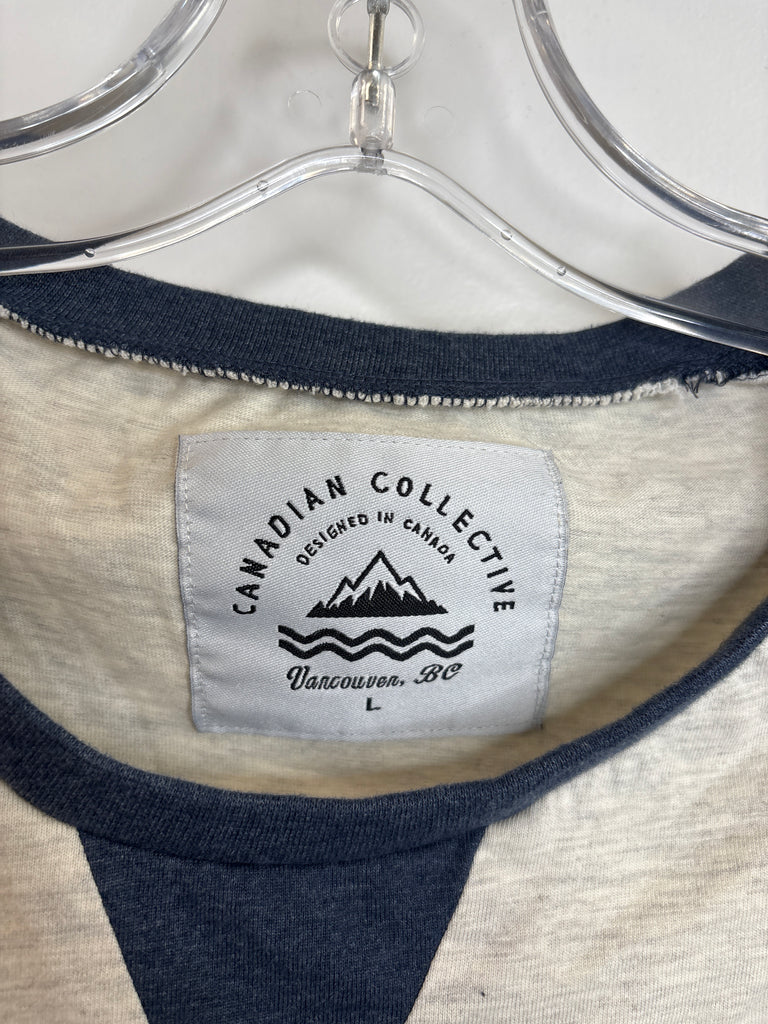 CANADIAN COLLECTIVE
DESIGNED IN CANADA
Vancouver, BC
L